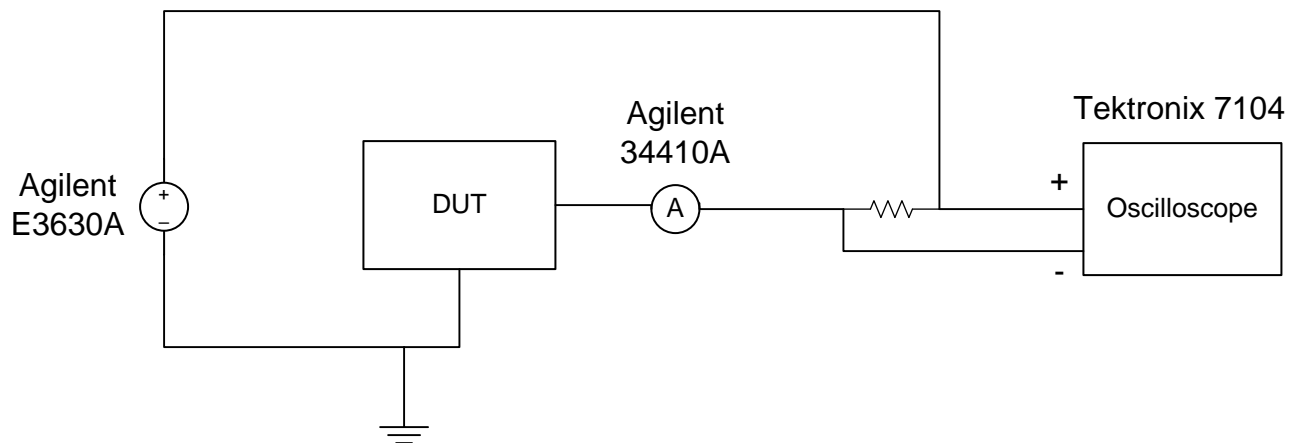 Tektronix 7104
Agilent
34410A
Agilent
E3630A
+
–
DUT
A
+
Oscilloscope
-